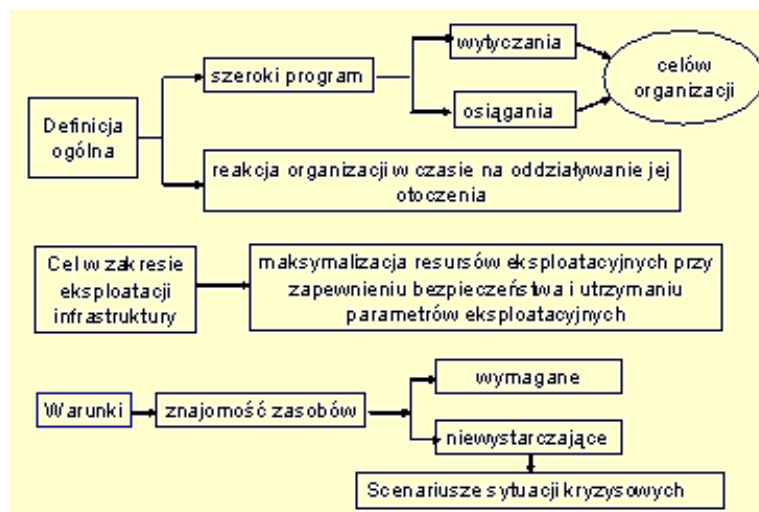 Definicja
ogólna
szeroki program
wytyczania
osiągania
celów
organizacji
reakcja organizacji w czasie na oddziaływanie jej
otoczenia
Cel w zakresie
eksploatacji
infrastruktury
maksymalizacja resursów eksploatacyjnych przy
zapewnieniu bezpieczeństwa i utrzymaniu
parametrów eksploatacyjnych
Warunki
znajomość zasobów
wymagane
niewystarczające
Scenariusze sytuacji kryzysowych